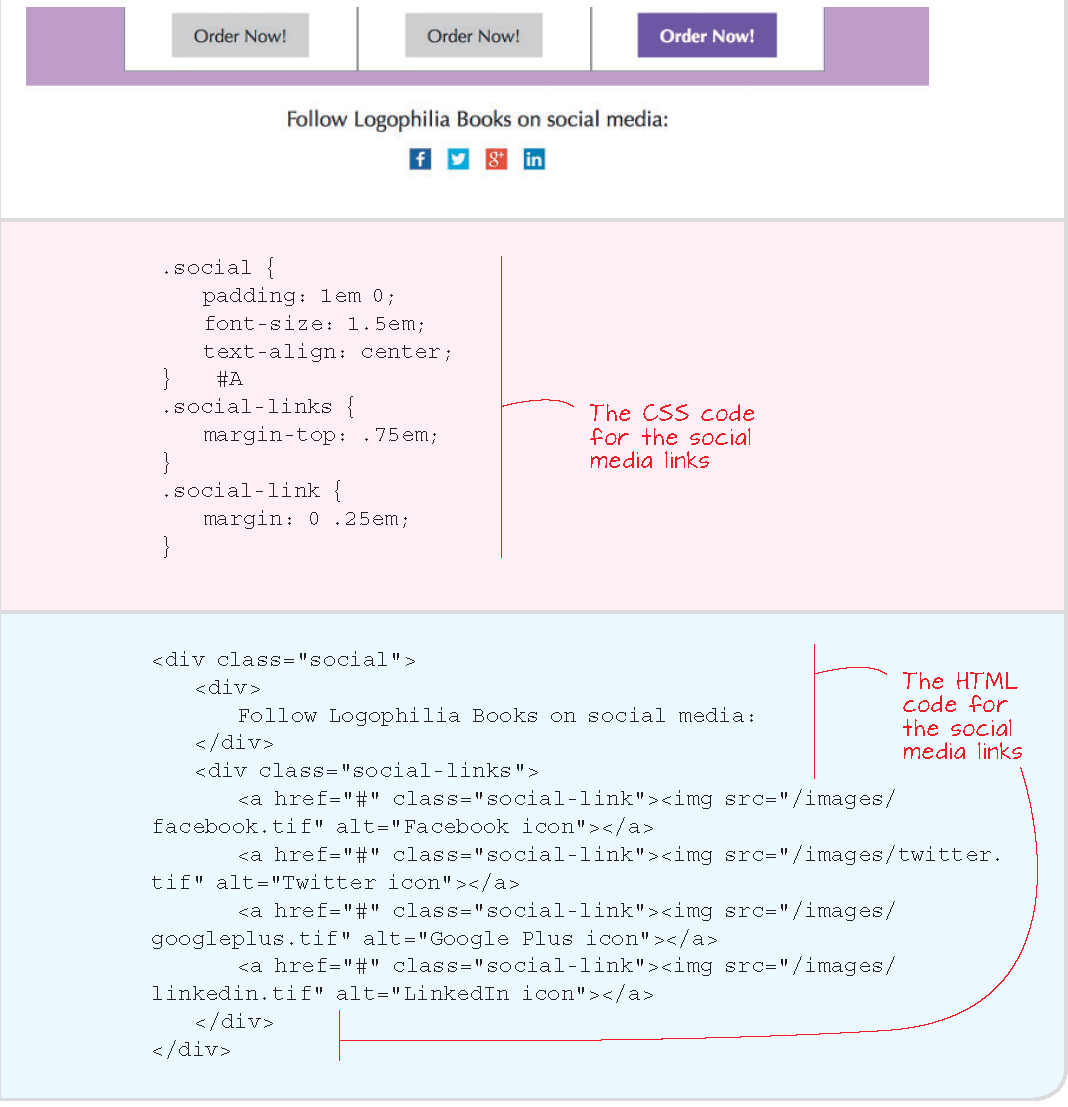 Order Now! Order Now! Order Now!
Follow Logophilia Books on social media:
f g+ in
.social {
padding: 1em 0;
font-size: 1.5em;
text-align: center;
} #A
.social-links {
margin-top: .75em;
}
.social-link {
margin: 0 .25em;
}
The CSS code
for the social
media links
<div class="social">
<div>
Follow Logophilia Books on social media:
</div>
<div class="social-links">
<a href="#" class="social-link"><img src="/images/
facebook.tif" alt="Facebook icon"></a>
<a href="#" class="social-link"><img src="/images/twitter.
tif" alt="Twitter icon"></a>
<a href="#" class="social-link"><img src="/images/
googleplus.tif" alt="Google Plus icon"></a>
<a href="#" class="social-link"><img src="/images/
linkedin.tif" alt="LinkedIn icon"></a>
</div>
</div>
The HTML
code for
the social
media links